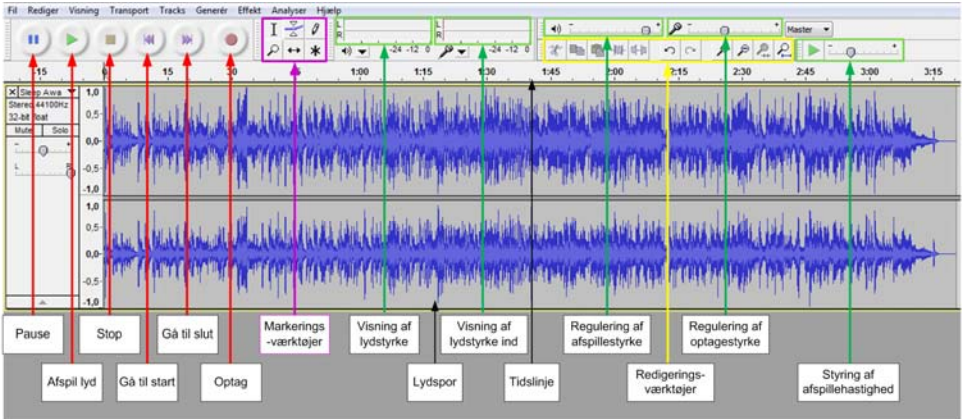 Fil Rediger Visning Transport Tracks Generér Effekt Analyser Hjælp
L
R
-24 -12 0
L
R
-24 -12 0
Master
-15 15 30 1:00 1:15 1:30 1:45 2:00 2:15 2:30 2:45 3:00 3:15
Sleep Awa
Stereo, 44100Hz
32-bit float
Mute Solo
- +
L R
1,0
0,5-
0,0-
-0,5-
-1,0
1,0
0,5-
0,0-
-0,5-
-1,0
Pause
Stop
Gå til slut
Markerings
-værktøjer
Visning af
lydstyrke
Visning af
lydstyrke ind
Regulering af
afspillestyrke
Regulering af
optagestyrke
Afspil lyd
Gå til start
Optag
Lydspor
Tidslinje
Redigerings-
værktøjer
Styring af
afspillehastighed